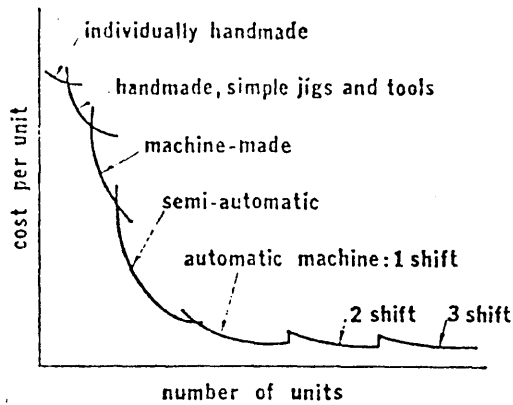 individually handmade
handmade, simple jigs and tools
machine-made
semi-automatic
automatic machine: 1 shift
2 shift
3 shift
cost per unit
number of units